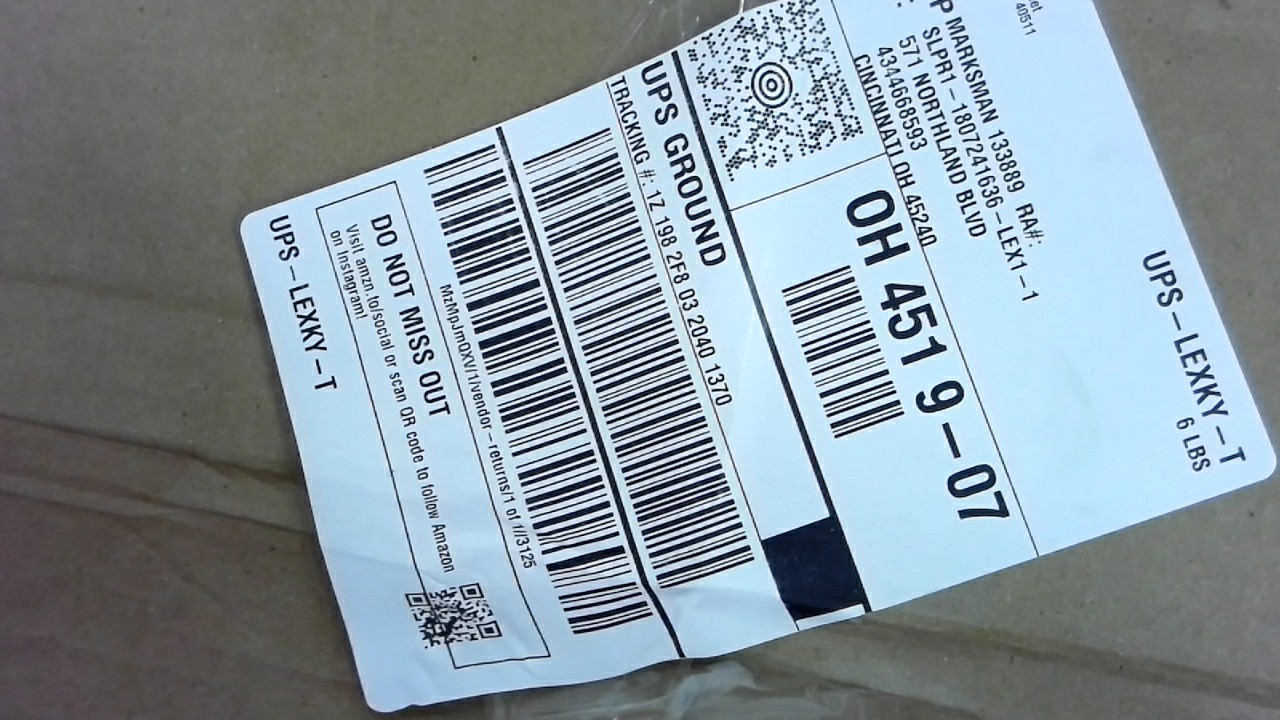 40511
UPS-LEXKY-T
6 LBS
P MARKSMAN 133889 RA#:
SLPR1-1807241636-LEX1-1
571 NORTHLAND BLVD
4344668593
CINCINNATI OH 45240
OH 451 9-07
UPS GROUND
TRACKING #: 1Z 198 2F8 03 2040 1370
MzMpJmOXV/1/vendor-returns/1 of 1//3125
DO NOT MISS OUT
Visit amzn.to/social or scan QR code to follow Amazon
on Instagram!
UPS-LEXKY-T